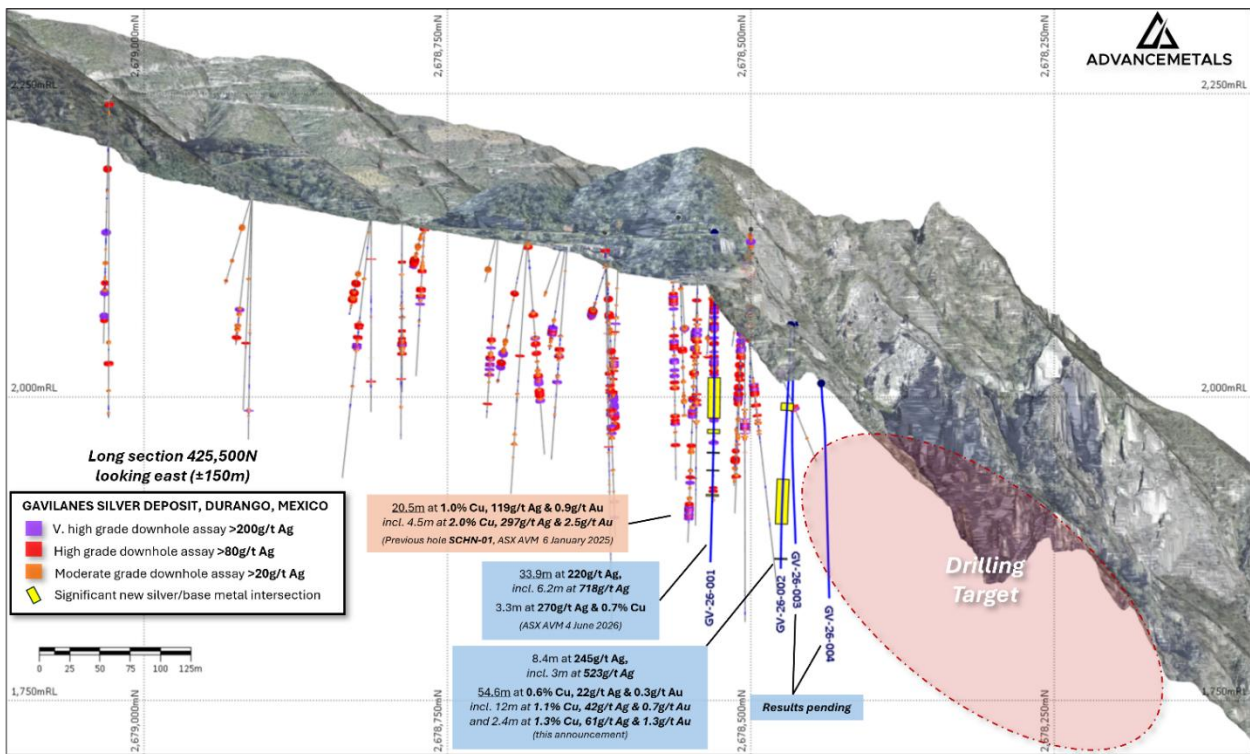 ADVANCEMETALS
2,679,000mN
2,678,750mN
2,678,500mN
2,678,250mN
2,250mRL
2,250mRL
2,000mRL
2,000mRL
Long section 425,500N
looking east (±150m)
GAVILANES SILVER DEPOSIT, DURANGO, MEXICO
V. high grade downhole assay >200g/t Ag
High grade downhole assay >80g/t Ag
Moderate grade downhole assay >20g/t Ag
Significant new silver/base metal intersection
0 25 50 75 100 125m
20.5m at 1.0% Cu, 119g/t Ag & 0.9g/t Au
incl. 4.5m at 2.0% Cu, 297g/t Ag & 2.5g/t Au
(Previous hole SCHN-01, ASX AVM 6 January 2025)
33.9m at 220g/t Ag,
incl. 6.2m at 718g/t Ag
3.3m at 270g/t Ag & 0.7% Cu
(ASX AVM 4 June 2026)
8.4m at 245g/t Ag,
incl. 3m at 523g/t Ag
54.6m at 0.6% Cu, 22g/t Ag & 0.3g/t Au
incl. 12m at 1.1% Cu, 42g/t Ag & 0.7g/t Au
and 2.4m at 1.3% Cu, 61g/t Ag & 1.3g/t Au
(this announcement)
GV-26-001
GV-26-002
GV-26-003
GV-26-004
Results pending
Drilling
Target
1,750mRL
1,750mRL
2,679,000mN
2,678,750mN
2,678,500mN
2,678,250mN